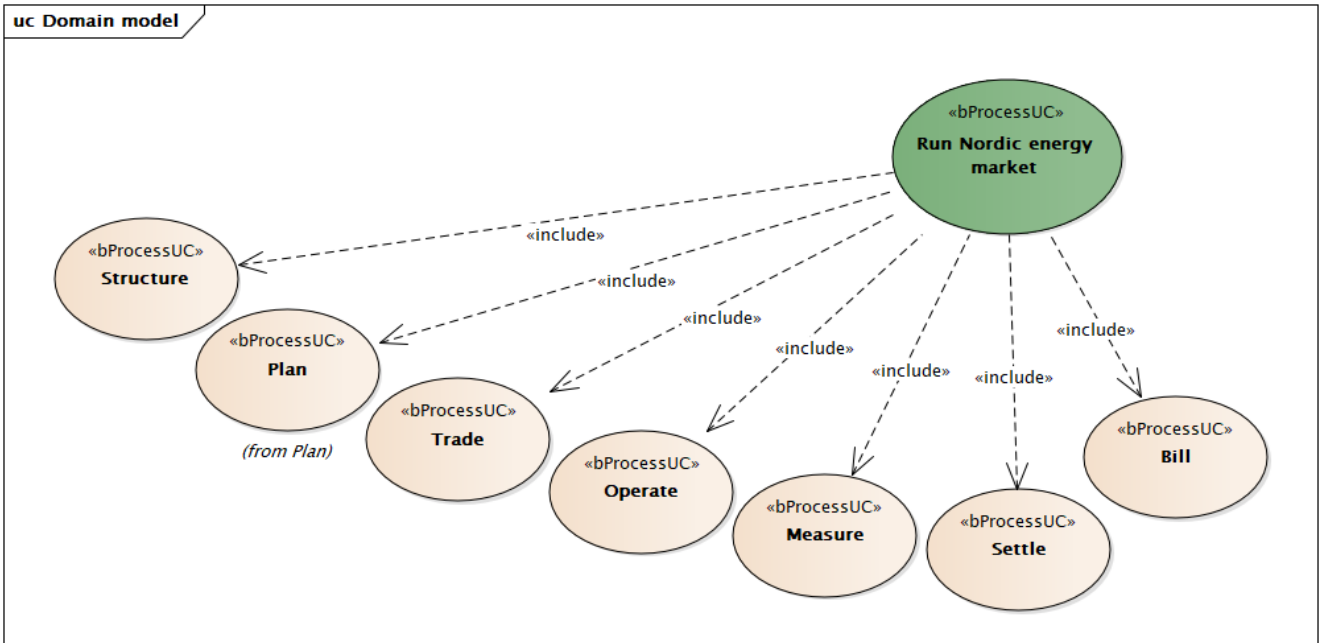 uc Domain model
«bProcessUC»
Run Nordic energy
market
«include»
«include»
«include»
«include»
«include»
«include»
«include»
«bProcessUC»
Structure
«bProcessUC»
Plan
(from Plan)
«bProcessUC»
Trade
«bProcessUC»
Operate
«bProcessUC»
Measure
«bProcessUC»
Settle
«bProcessUC»
Bill